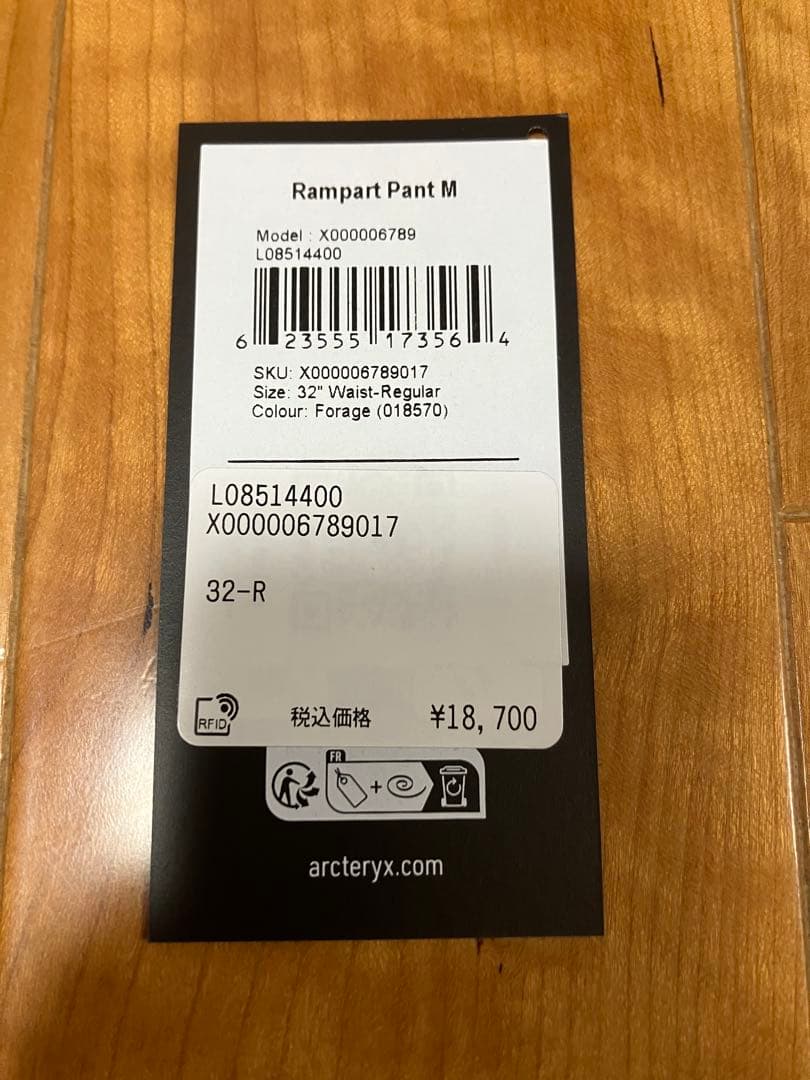 Rampart Pant M
Model : X000006789
L08514400
6 23555 17356 4
SKU: X000006789017
Size: 32" Waist-Regular
Colour: Forage (018570)
L08514400
X000006789017
32-R
RFID 税込価格 ¥18,700
FR
+
arcteryx.com